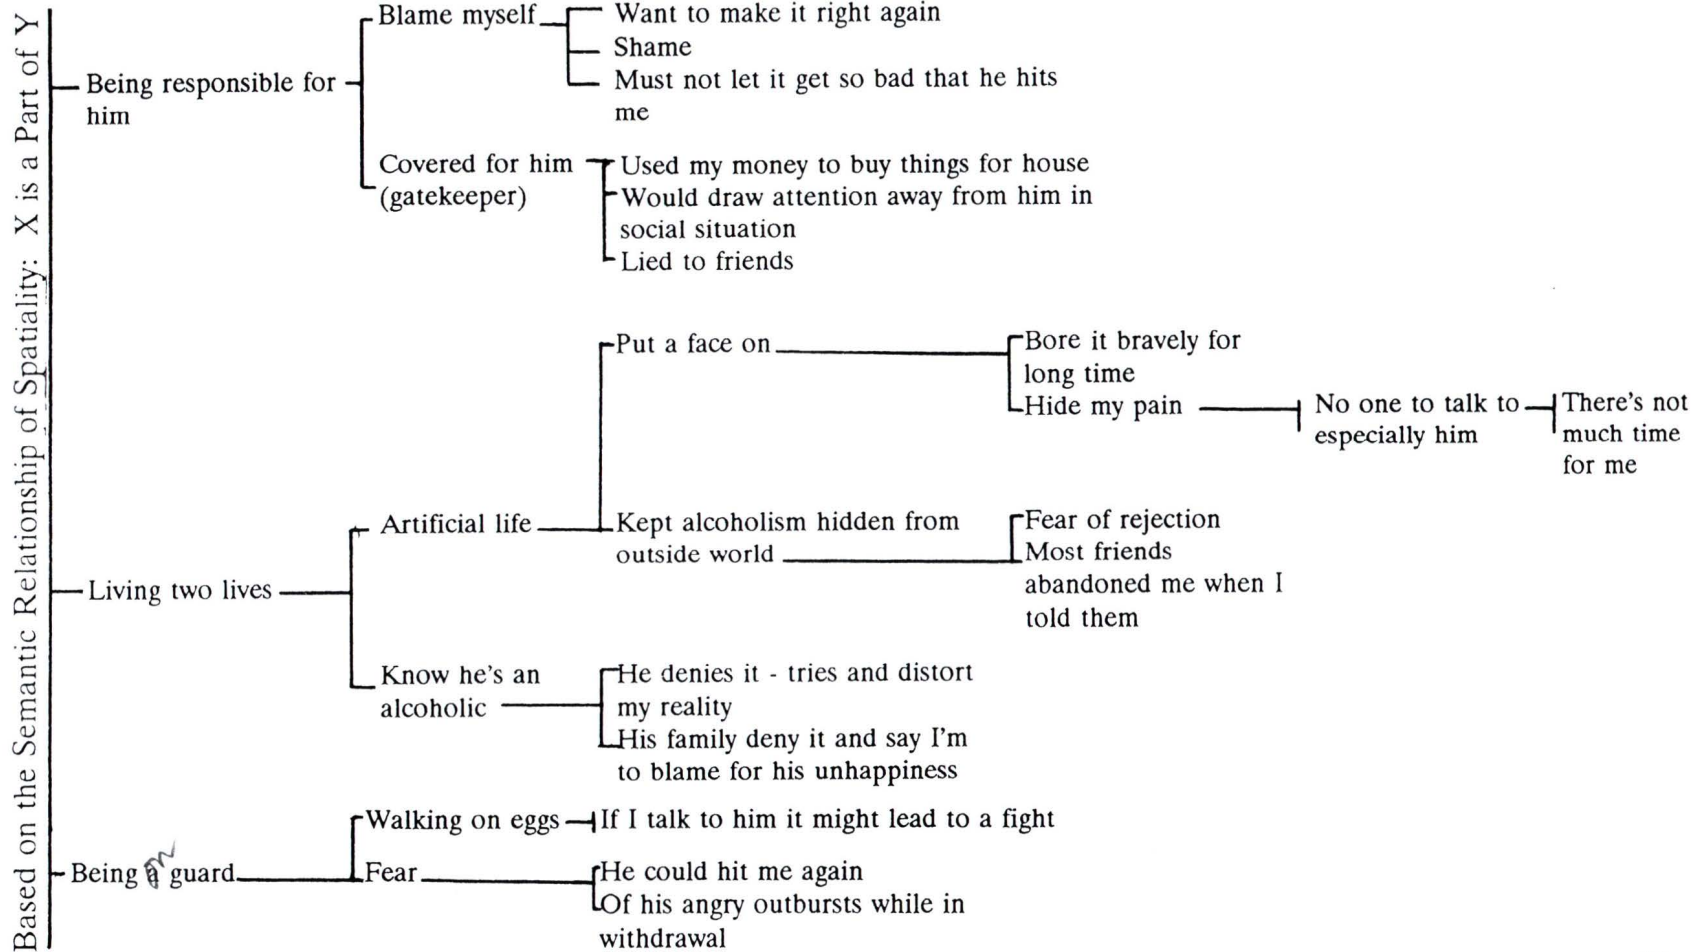 Based on the Semantic Relationship of Spatiality: X is a Part of Y
Being responsible for
him
Blame myself
Want to make it right again
Shame
Must not let it get so bad that he hits
me
Covered for him
(gatekeeper)
Used my money to buy things for house
Would draw attention away from him in
social situation
Lied to friends
Living two lives
Artificial life
Put a face on
Bore it bravely for
long time
Hide my pain
No one to talk to
especially him
There's not
much time
for me
Kept alcoholism hidden from
outside world
Fear of rejection
Most friends
abandoned me when I
told them
Know he's an
alcoholic
He denies it - tries and distort
my reality
His family deny it and say I'm
to blame for his unhappiness
Being on guard
Walking on eggs
If I talk to him it might lead to a fight
Fear
He could hit me again
Of his angry outbursts while in
withdrawal